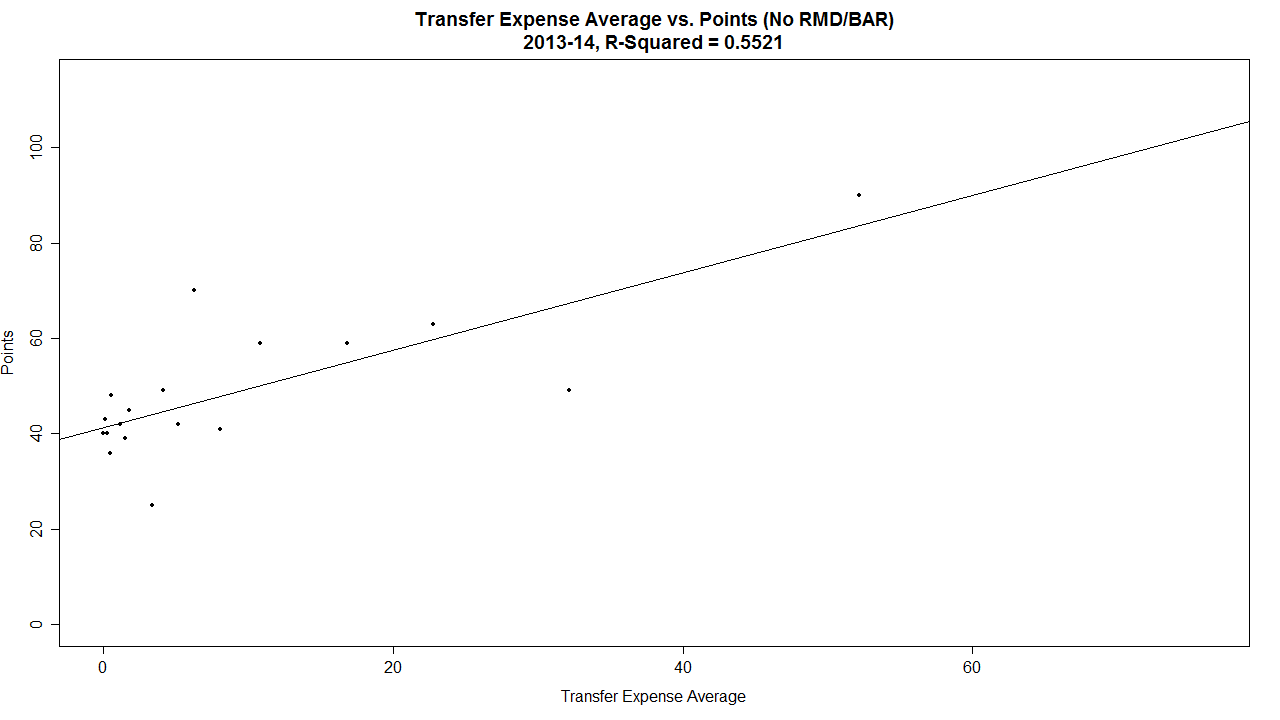 Transfer Expense Average vs. Points (No RMD/BAR)
2013-14, R-Squared = 0.5521
100
80
60
40
20
0
Points
0 20 40 60
Transfer Expense Average